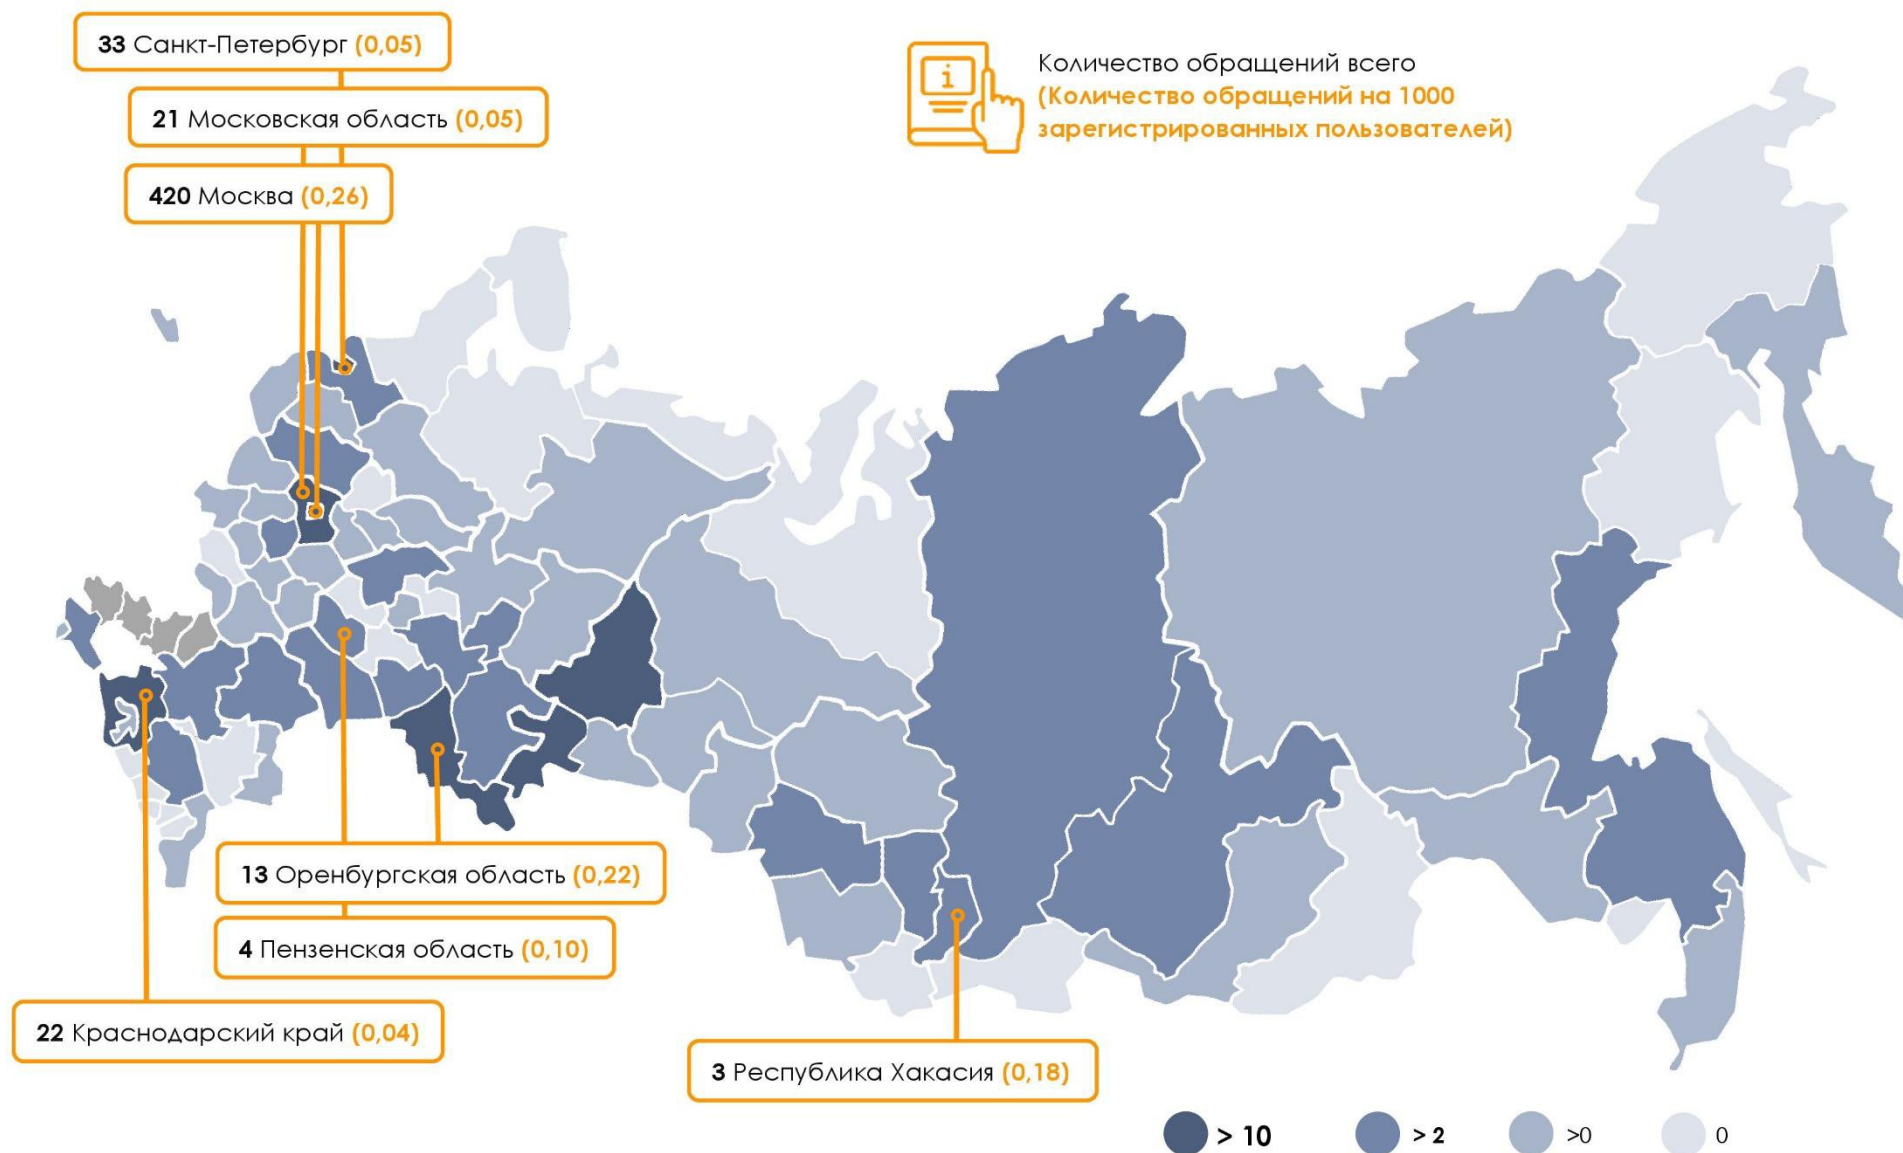 33 Санкт-Петербург (0,05)
21 Московская область (0,05)
420 Москва (0,26)
i
Количество обращений всего
(Количество обращений на 1000
зарегистрированных пользователей)
13 Оренбургская область (0,22)
4 Пензенская область (0,10)
22 Краснодарский край (0,04)
3 Республика Хакасия (0,18)
> 10
> 2
>0
0